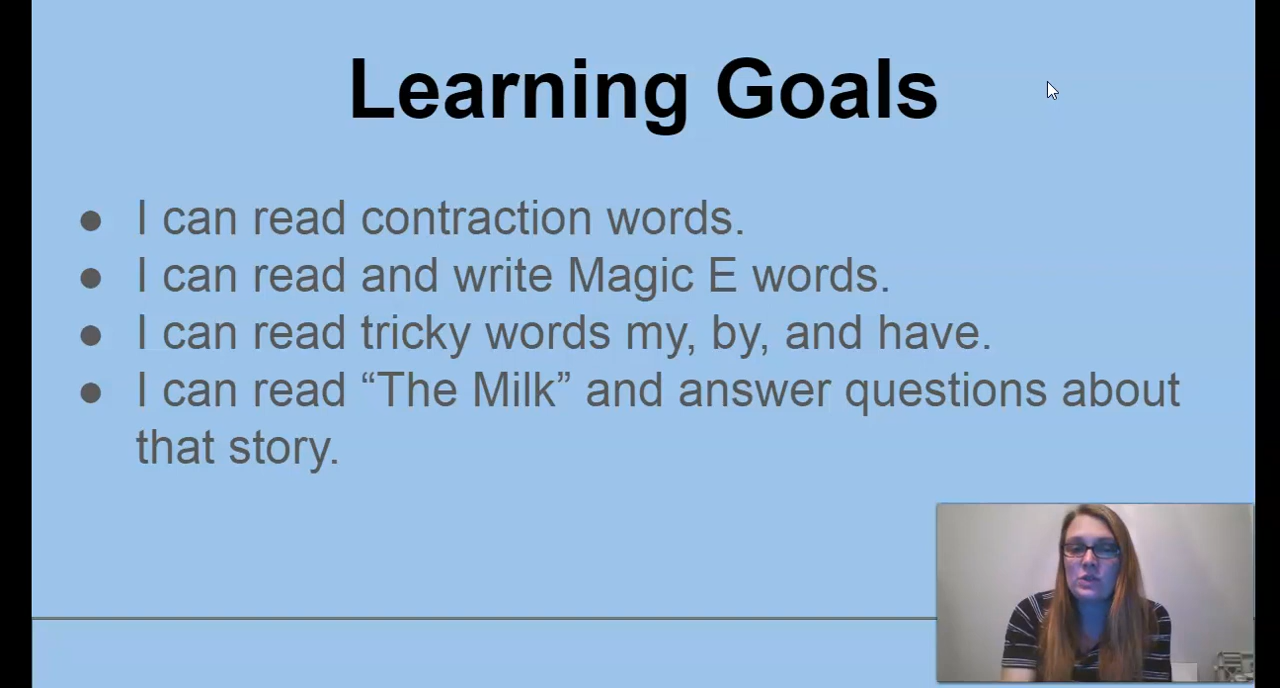 Learning Goals
● I can read contraction words.
● I can read and write Magic E words.
● I can read tricky words my, by, and have.
● I can read “The Milk” and answer questions about
that story.